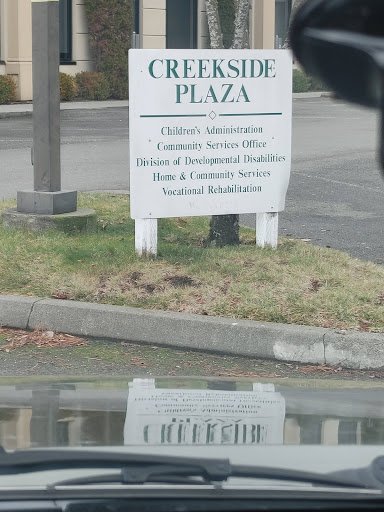 CREEKSIDE
PLAZA
Children's Administration
Community Services Office
Division of Developmental Disabilities
Home & Community Services
Vocational Rehabilitation